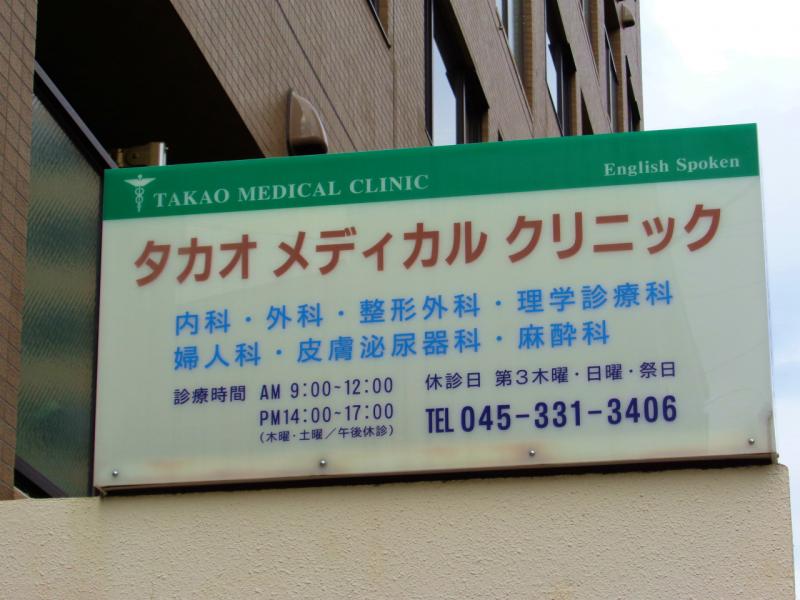 TAKAO MEDICAL CLINIC English Spoken
タカオ メディカル クリニック
内科・外科・整形外科・理学診療科
婦人科・皮膚泌尿器科・麻酔科
診療時間 AM 9:00~12:00
PM14:00~17:00
(木曜・土曜/午後休診)
休診日 第3木曜・日曜・祭日
TEL 045-331-3406